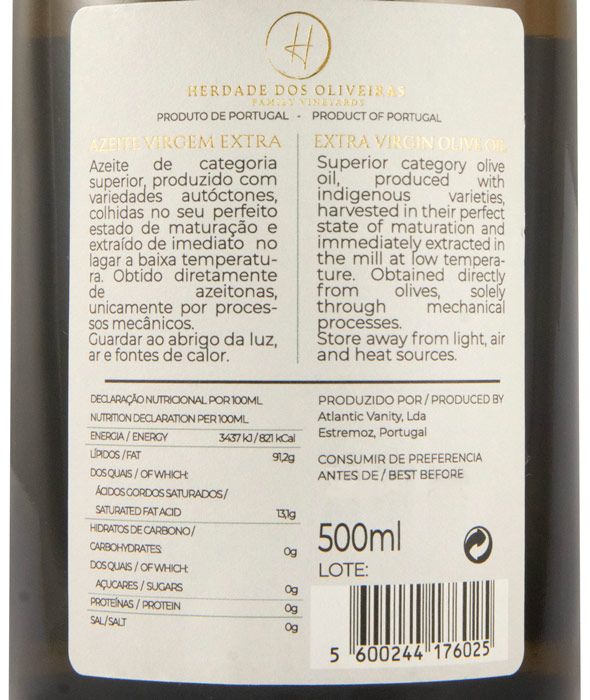 H
HERDADE DOS OLIVEIRAS
FAMILY VINEYARDS
PRODUTO DE PORTUGAL - PRODUCT OF PORTUGAL
AZEITE VIRGEM EXTRA
Azeite de categoria
superior, produzido com
variedades autóctones,
colhidas no seu perfeito
estado de maturação e
extraído de imediato no
lagar a baixa temperatu-
ra. Obtido diretamente
de azeitonas,
unicamente por proces-
sos mecânicos.
Guardar ao abrigo da luz,
ar e fontes de calor.
EXTRA VIRGIN OLIVE OIL
Superior category olive
oil, produced with
indigenous varieties,
harvested in their perfect
state of maturation and
immediately extracted in
the mill at low tempera-
ture. Obtained directly
from olives, solely
through mechanical
processes.
Store away from light, air
and heat sources.
DECLARAÇÃO NUTRICIONAL POR 100ML
NUTRITION DECLARATION PER 100ML
ENERGIA / ENERGY 3437 kJ / 821 kCal
LÍPIDOS / FAT 91,2g
DOS QUAIS / OF WHICH:
ÁCIDOS GORDOS SATURADOS /
SATURATED FAT ACID 13,1g
HIDRATOS DE CARBONO /
CARBOHYDRATES: 0g
DOS QUAIS / OF WHICH:
AÇUCARES / SUGARS 0g
PROTEÍNAS / PROTEIN 0g
SAL/SALT 0g
PRODUZIDO POR / PRODUCED BY
Atlantic Vanity, Lda
Estremoz, Portugal
CONSUMIR DE PREFERENCIA
ANTES DE / BEST BEFORE
500ml
LOTE:
5 600244 176025